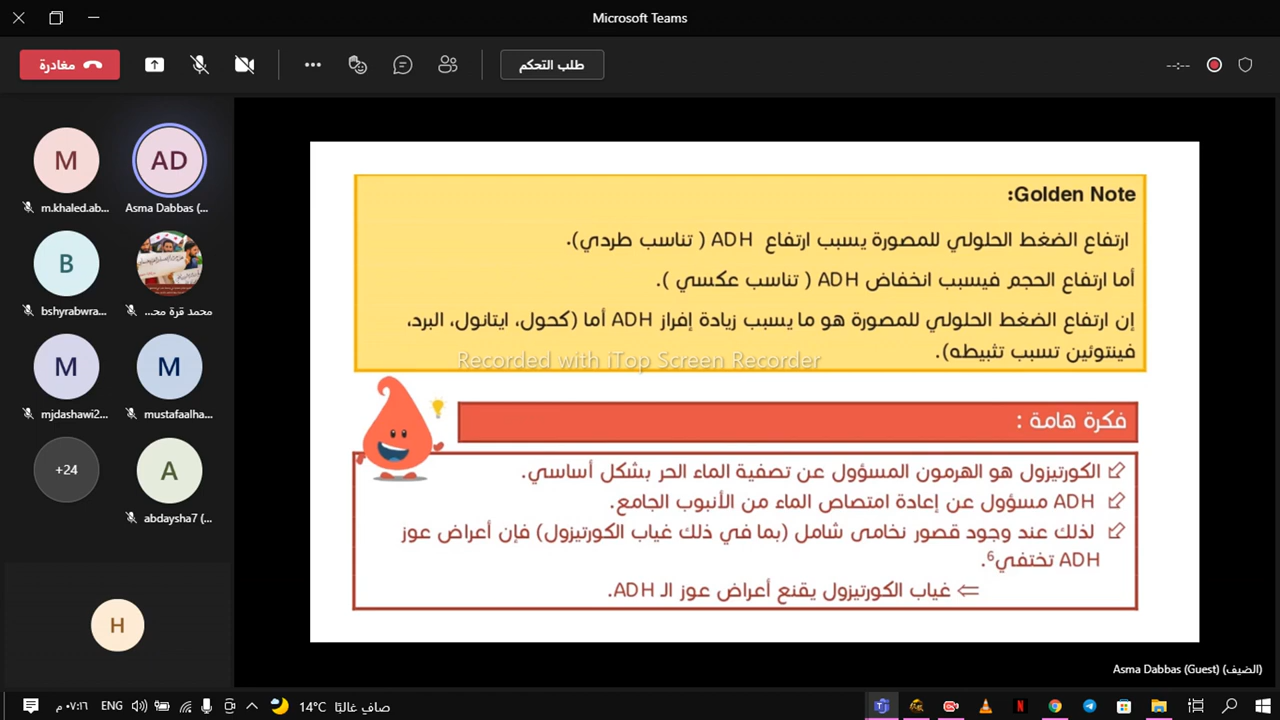 Microsoft Teams
مغادرة
طلب التحكم
--:--
M
AD
m.khaled.ab...
Asma Dabbas (...
B
bshyrabwra...
محمد قرة مح...
M
M
mjdashawi2...
mustafaalha...
+24
A
abdaysha7 (...
H
Golden Note:
ارتفاع الضغط الحلولي للمصورة يسبب ارتفاع ADH ( تناسب طردي).
أما ارتفاع الحجم فيسبب انخفاض ADH ( تناسب عكسي ).
إن ارتفاع الضغط الحلولي للمصورة هو ما يسبب زيادة إفراز ADH أما (كحول، ايتانول، البرد،
فينتوئين تسبب تثبيطه).
Recorded with iTop Screen Recorder
فكرة هامة :
الكورتيزول هو الهرمون المسؤول عن تصفية الماء الحر بشكل أساسي.
ADH مسؤول عن إعادة امتصاص الماء من الأنبوب الجامع.
لذلك عند وجود قصور نخامى شامل (بما في ذلك غياب الكورتيزول) فإن أعراض عوز
ADH تختفي⁶.
⇐ غياب الكورتيزول يقنع أعراض عوز الـ ADH.
Asma Dabbas (Guest) (الضيف)
٠٧:١٦ م
ENG
14°C صافي غالبًا